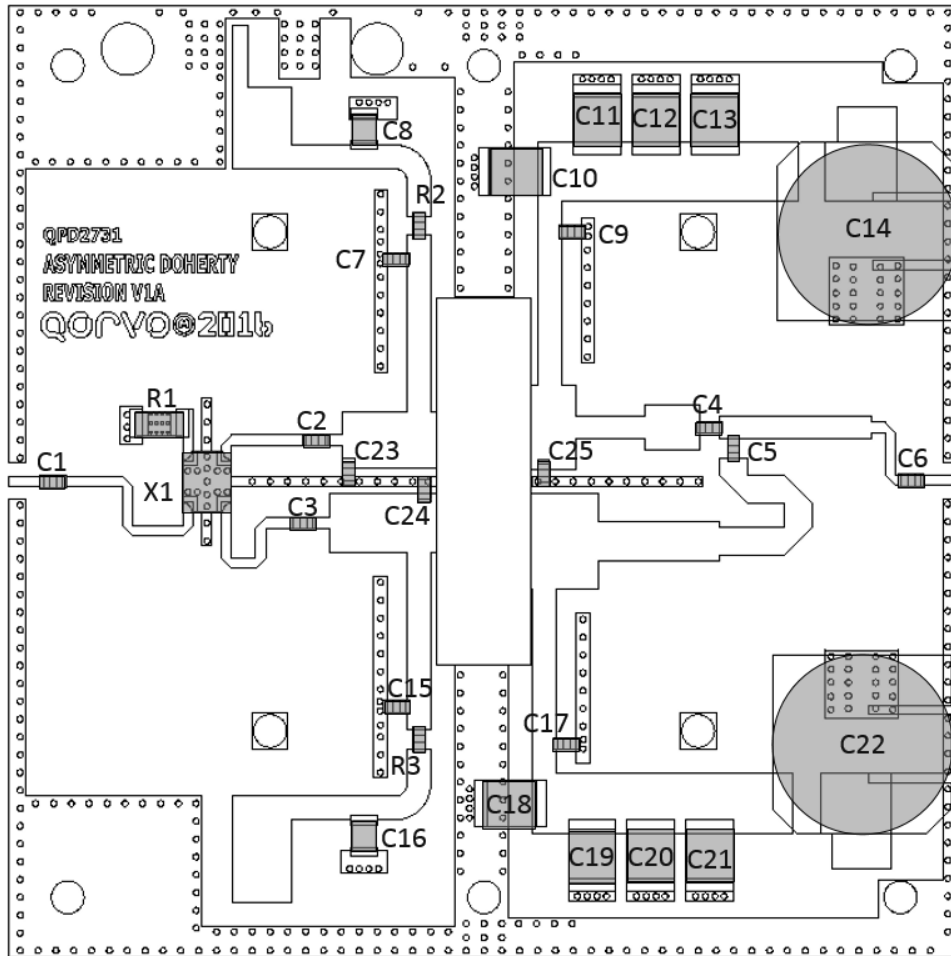 C11 C12 C13
C8
C10
R2
C14
C9
C7
QPD2731
ASYMMETRIC DOHERTY
REVISION V1A
QORVO@2016
R1
C2
C4
C23
C25
C5
C1
X1
C6
C24
C3
C15
C17
R3
C22
C18
C16
C19 C20 C21